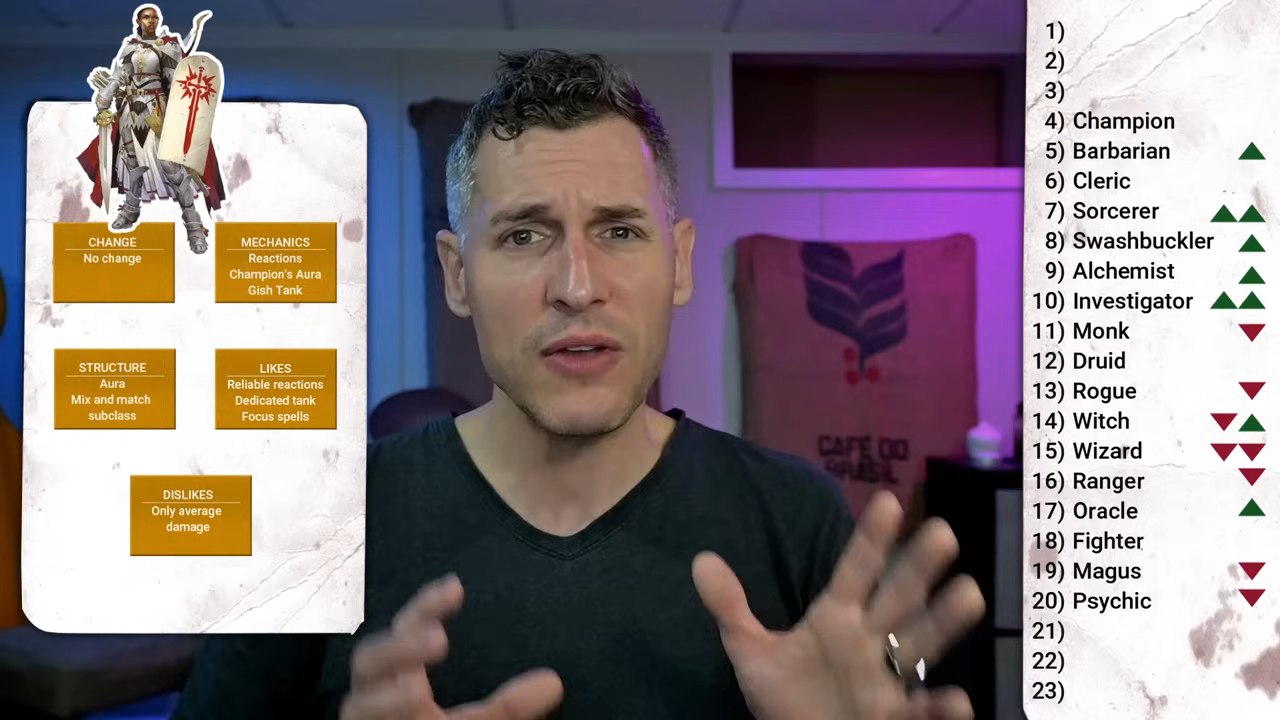 CHANGE
No change
MECHANICS
Reactions
Champion's Aura
Gish Tank
STRUCTURE
Aura
Mix and match
subclass
LIKES
Reliable reactions
Dedicated tank
Focus spells
DISLIKES
Only average
damage
CAFÉ DO
BRASIL
1)
2)
3)
4) Champion
5) Barbarian
6) Cleric
7) Sorcerer
8) Swashbuckler
9) Alchemist
10) Investigator
11) Monk
12) Druid
13) Rogue
14) Witch
15) Wizard
16) Ranger
17) Oracle
18) Fighter
19) Magus
20) Psychic
21)
22)
23)